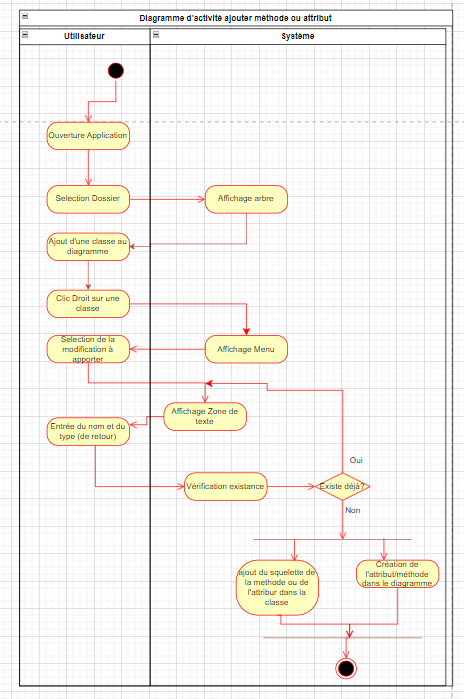 Diagramme d'activité ajouter méthode ou attribut
Utilisateur
Système
Ouverture Application
Selection Dossier
Affichage arbre
Ajout d'une classe au
diagramme
Clic Droit sur une
classe
Selection de la
modification à
apporter
Affichage Menu
Affichage Zone de
texte
Entrée du nom et du
type (de retour)
Vérification existance
Existe déjà?
Oui
Non
ajout du squelette de
la methode ou de
l'attribur dans la
classe
Création de
l'attribut/méthode
dans le diagramme